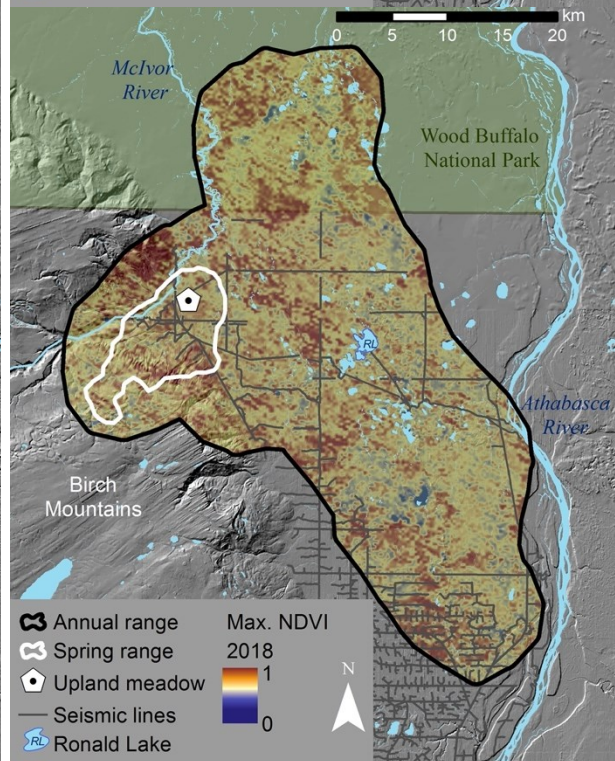 km
0 5 10 20
McIvor
River
Wood Buffalo
National Park
RL
Athabasca
River
Birch
Mountains
Annual range
Spring range
Upland meadow
Seismic lines
RL Ronald Lake
Max. NDVI
2018
1
0
N